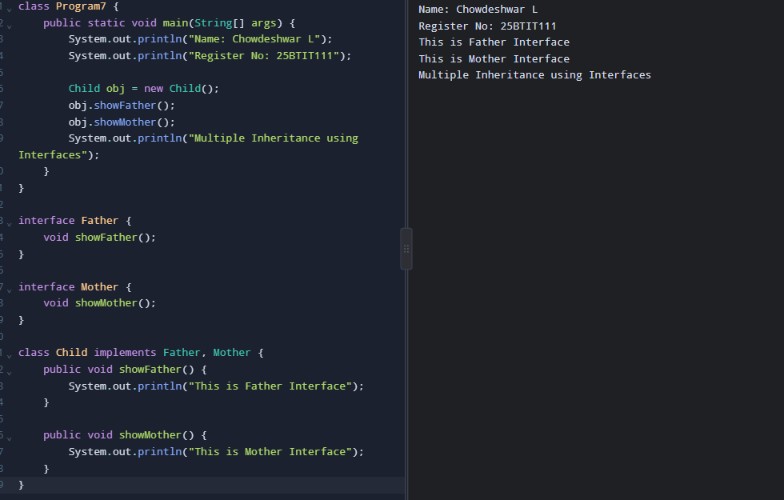 class Program7 {
    public static void main(String[] args) {
        System.out.println("Name: Chowdeshwar L");
        System.out.println("Register No: 25BTIT111");

        Child obj = new Child();
        obj.showFather();
        obj.showMother();
        System.out.println("Multiple Inheritance using
Interfaces");
    }
}

interface Father {
    void showFather();
}

interface Mother {
    void showMother();
}

class Child implements Father, Mother {
    public void showFather() {
        System.out.println("This is Father Interface");
    }

    public void showMother() {
        System.out.println("This is Mother Interface");
    }
}
Name: Chowdeshwar L
Register No: 25BTIT111
This is Father Interface
This is Mother Interface
Multiple Inheritance using Interfaces